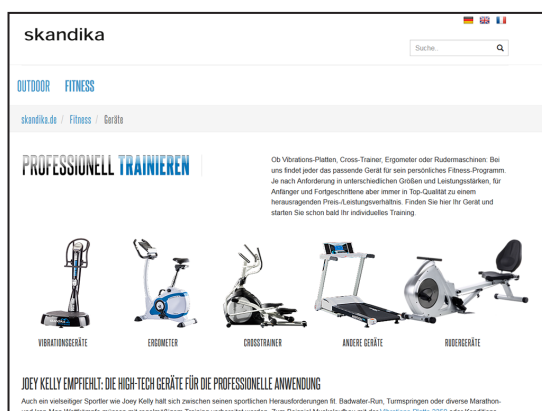 skandika
Suche..
OUTDOOR FITNESS
skandika.de / Fitness / Geräte
PROFESSIONELL TRAINIEREN
Ob Vibrations-Platten, Cross-Trainer, Ergometer oder Rudermaschinen: Bei
uns findet jeder das passende Gerät für sein persönliches Fitness-Programm.
Je nach Anforderung in unterschiedlichen Größen und Leistungsstärken, für
Anfänger und Fortgeschrittene aber immer in Top-Qualität zu einem
herausragenden Preis-/Leistungsverhältnis. Finden Sie hier Ihr Gerät und
starten Sie schon bald Ihr individuelles Training.
VIBRATIONSGERÄTE ERGOMETER CROSSTRAINER ANDERE GERÄTE RUDERGERÄTE
JOEY KELLY EMPFIEHLT: DIE HIGH-TECH GERÄTE FÜR DIE PROFESSIONELLE ANWENDUNG
Auch ein vielseitiger Sportler wie Joey Kelly hält sich zwischen seinen sportlichen Herausforderungen fit. Badwater-Run, Turmspringen oder diverse Marathon-